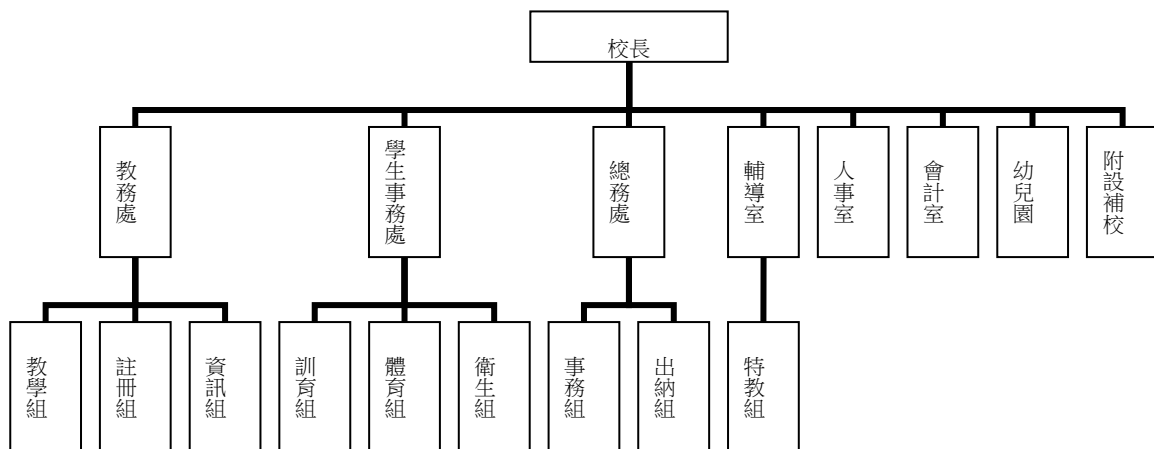 校長
教務處
學生事務處
總務處
輔導室
人事室
會計室
幼兒園
附設補校
教學組
註冊組
資訊組
訓育組
體育組
衛生組
事務組
出納組
特教組